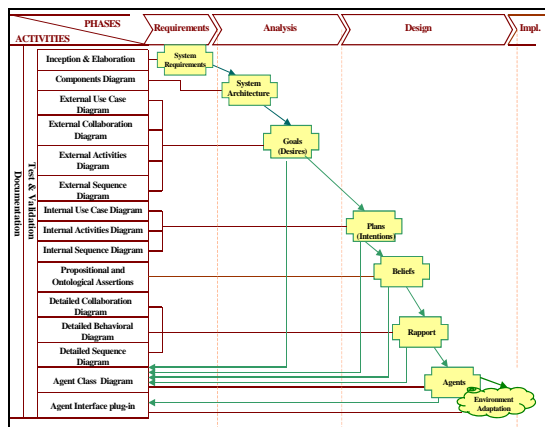 PHASES
Requirements
Analysis
Design
Impl.
ACTIVITIES
Inception & Elaboration
System
Requirements
Components Diagram
System
Architecture
External Use Case
Diagram
External Collaboration
Diagram
Goals
(Desires)
External Activities
Diagram
External Sequence
Diagram
Test & Validation
Documentation
Internal Use Case Diagram
Internal Activities Diagram
Plans
(Intentions)
Internal Sequence Diagram
Propositional and
Ontological Assertions
Beliefs
Detailed Collaboration
Diagram
Detailed Behavioral
Diagram
Rapport
Detailed Sequence
Diagram
Agent Class Diagram
Agents
Agent Interface plug-in
Environment
Adaptation